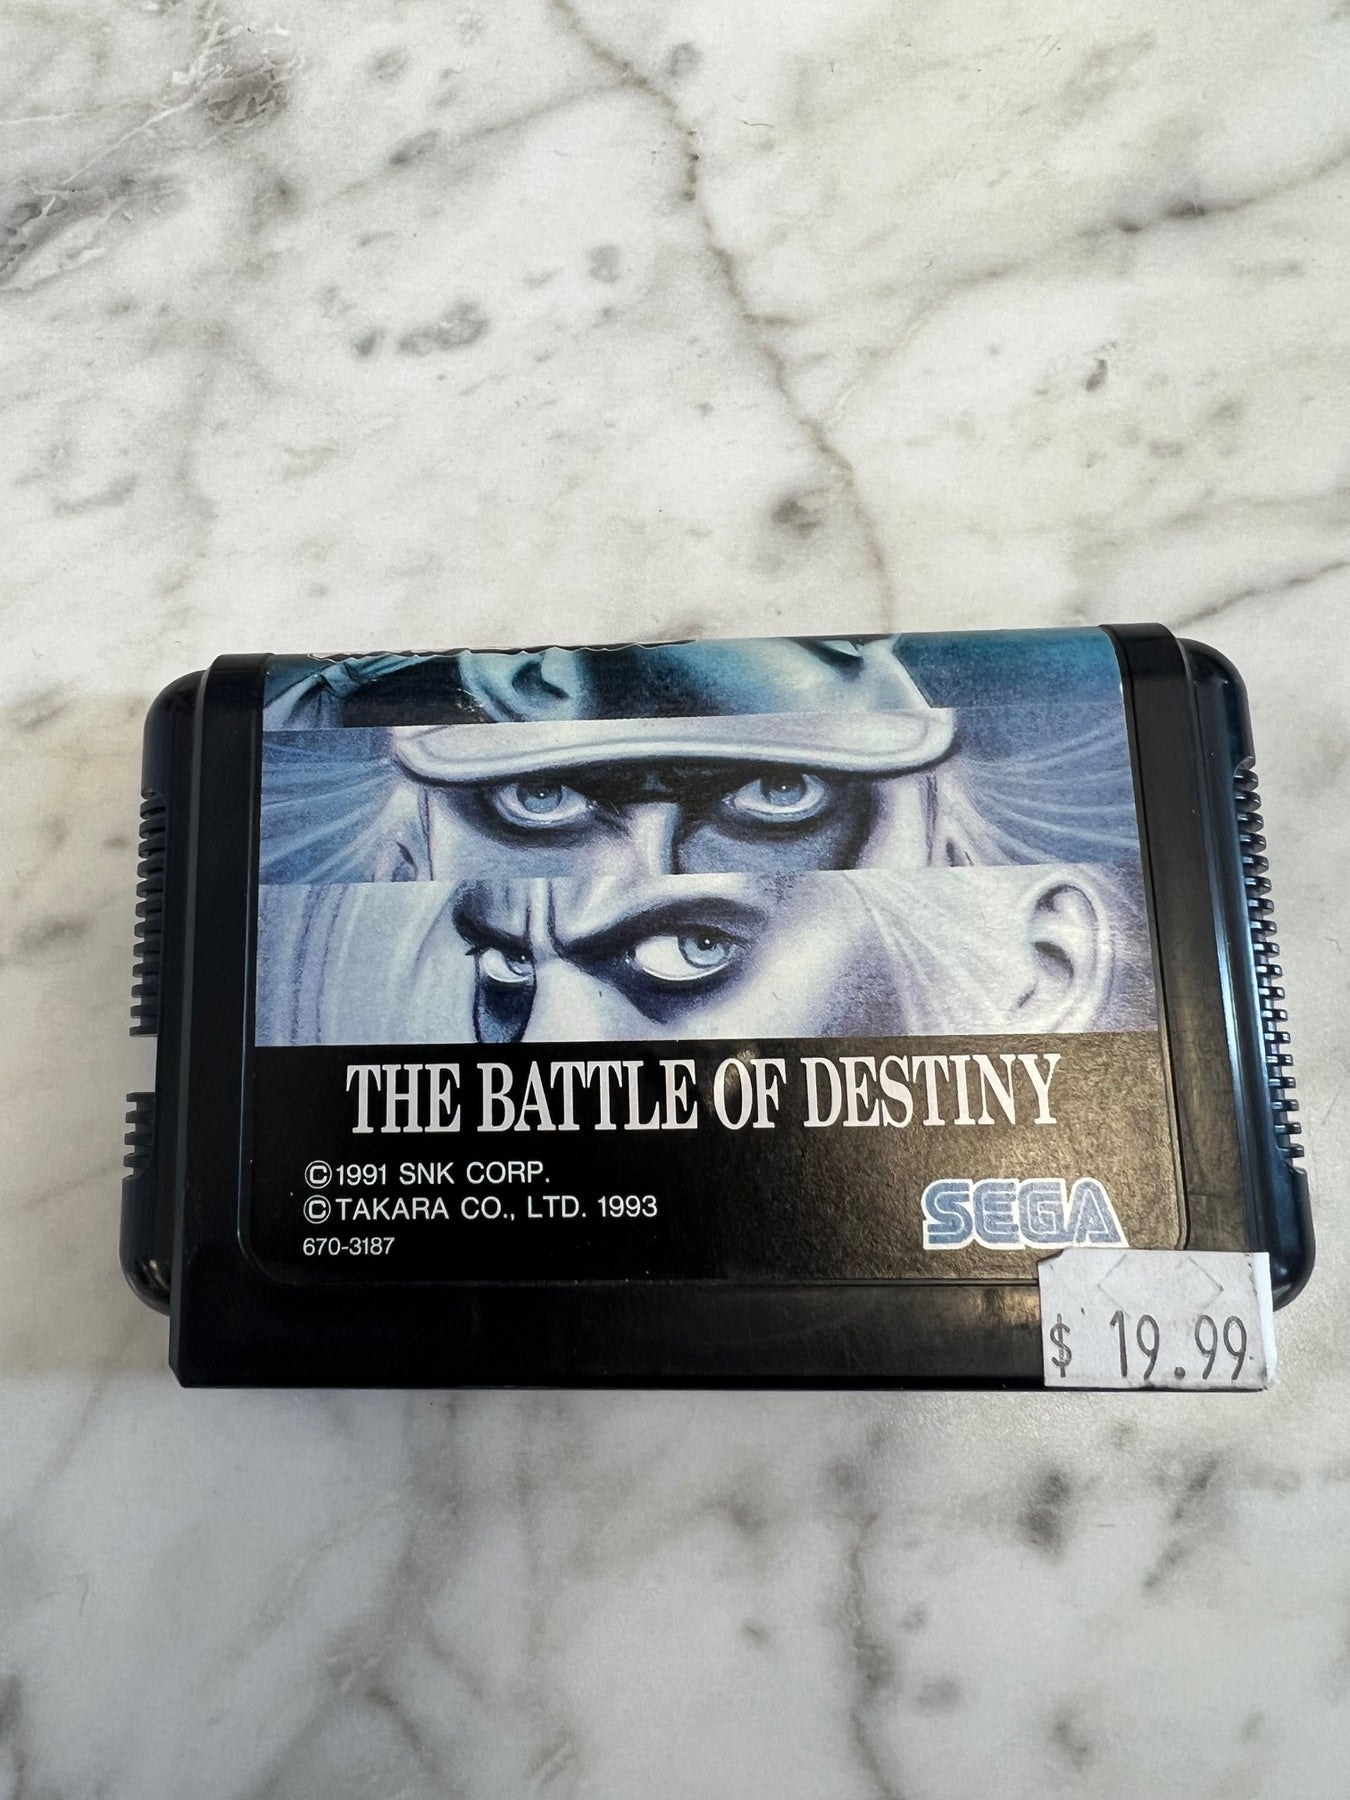 THE BATTLE OF DESTINY
©1991 SNK CORP.
©TAKARA CO., LTD. 1993
670-3187
SEGA
$ 19.99